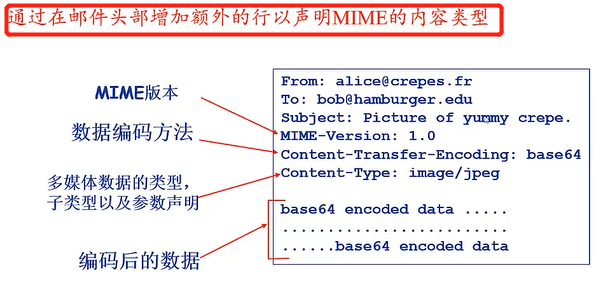 通过在邮件头部增加额外的行以声明MIME的内容类型
MIME版本
数据编码方法
多媒体数据的类型，
子类型以及参数声明
编码后的数据
From: alice@crepes.fr
To: bob@hamburger.edu
Subject: Picture of yummy crepe.
MIME-Version: 1.0
Content-Transfer-Encoding: base64
Content-Type: image/jpeg
base64 encoded data .....
.........................
......base64 encoded data